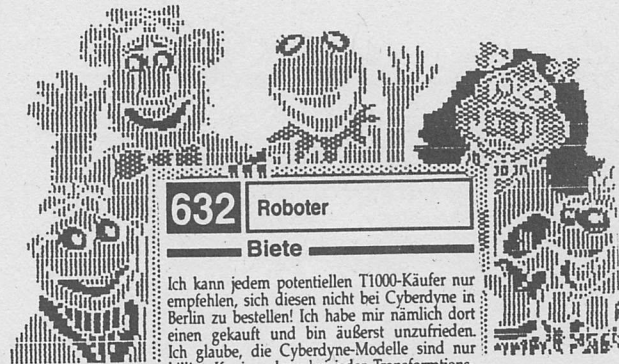 632 Roboter
Biete
Ich kann jedem potentiellen T1000-Käufer nur
empfehlen, sich diesen nicht bei Cyberdyne in
Berlin zu bestellen! Ich habe mir nämlich dort
einen gekauft und bin äußerst unzufrieden.
Ich glaube, die Cyberdyne-Modelle sind nur